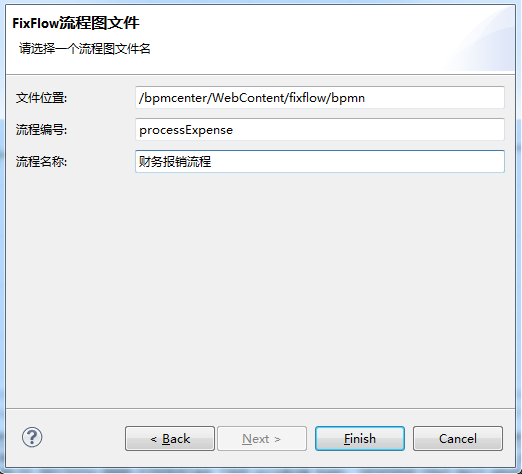 FixFlow流程图文件
请选择一个流程图文件名
文件位置: /bpmcenter/WebContent/fixflow/bpmn
流程编号: processExpense
流程名称: 财务报销流程
? < Back Next > Finish Cancel